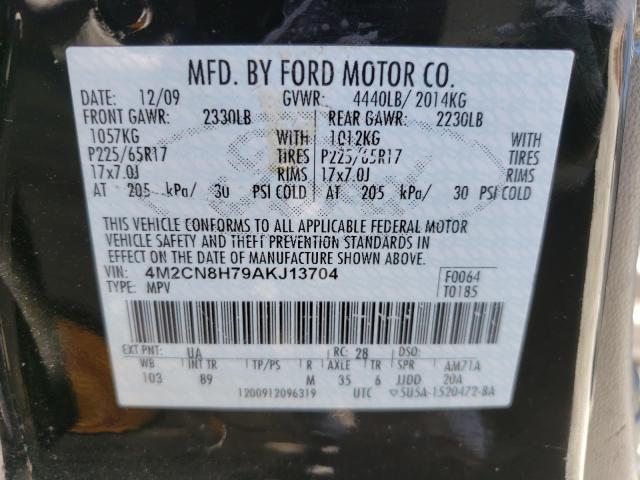 MFD. BY FORD MOTOR CO.
DATE: 12/09 GVWR: 4440LB/ 2014KG
FRONT GAWR: 2330LB REAR GAWR: 2230LB
1057KG WITH 1012KG WITH
P225/65R17 TIRES P225/65R17 TIRES
17x7.0J RIMS 17x7.0J RIMS
AT 205 kPa/ 30 PSI COLD AT 205 kPa/ 30 PSI COLD
THIS VEHICLE CONFORMS TO ALL APPLICABLE FEDERAL MOTOR
VEHICLE SAFETY AND THEFT PREVENTION STANDARDS IN
EFFECT ON THE DATE OF MANUFACTURE SHOWN ABOVE.
VIN: 4M2CN8H79AKJ13704 F0064
TYPE: MPV T0185
EXT PNT: UA RC: 28 DSO:
WB INT TR TP/PS R AXLE TR SPR AM71A
103 89 M 35 6 JJDD 20A
1200912096319 UTC 5U5A-1520472-BA